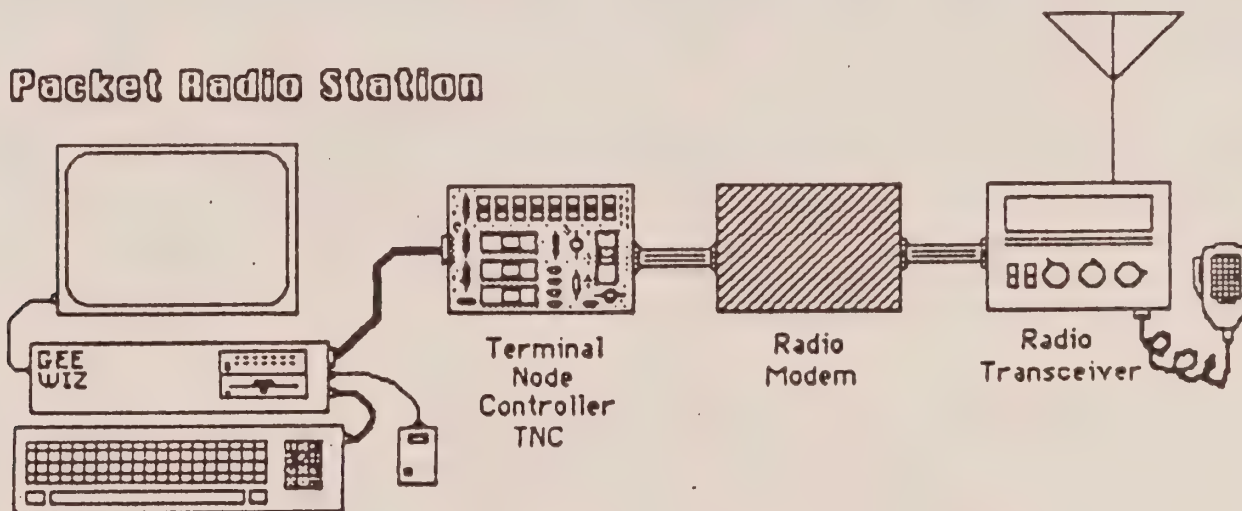 Packet Radio Station
GEE
WIZ
Terminal
Node
Controller
TNC
Radio
Modem
Radio
Transceiver